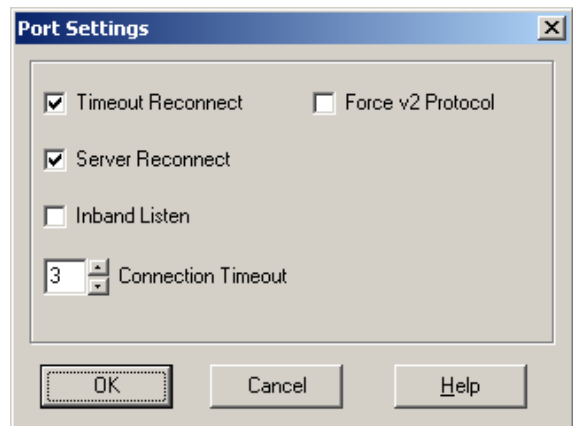 Port Settings
Timeout Reconnect Force v2 Protocol
Server Reconnect
Inband Listen
3 Connection Timeout
OK Cancel Help